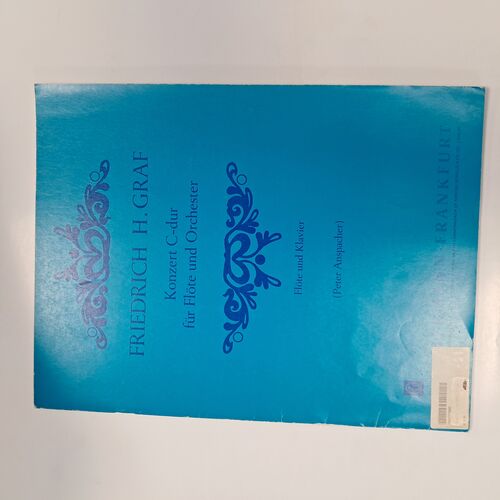 FRIEDRICH H. GRAF
Konzert C-dur
für Flöte und Orchester
Flöte und Klavier
(Peter Anspacher)
FRANKFURT